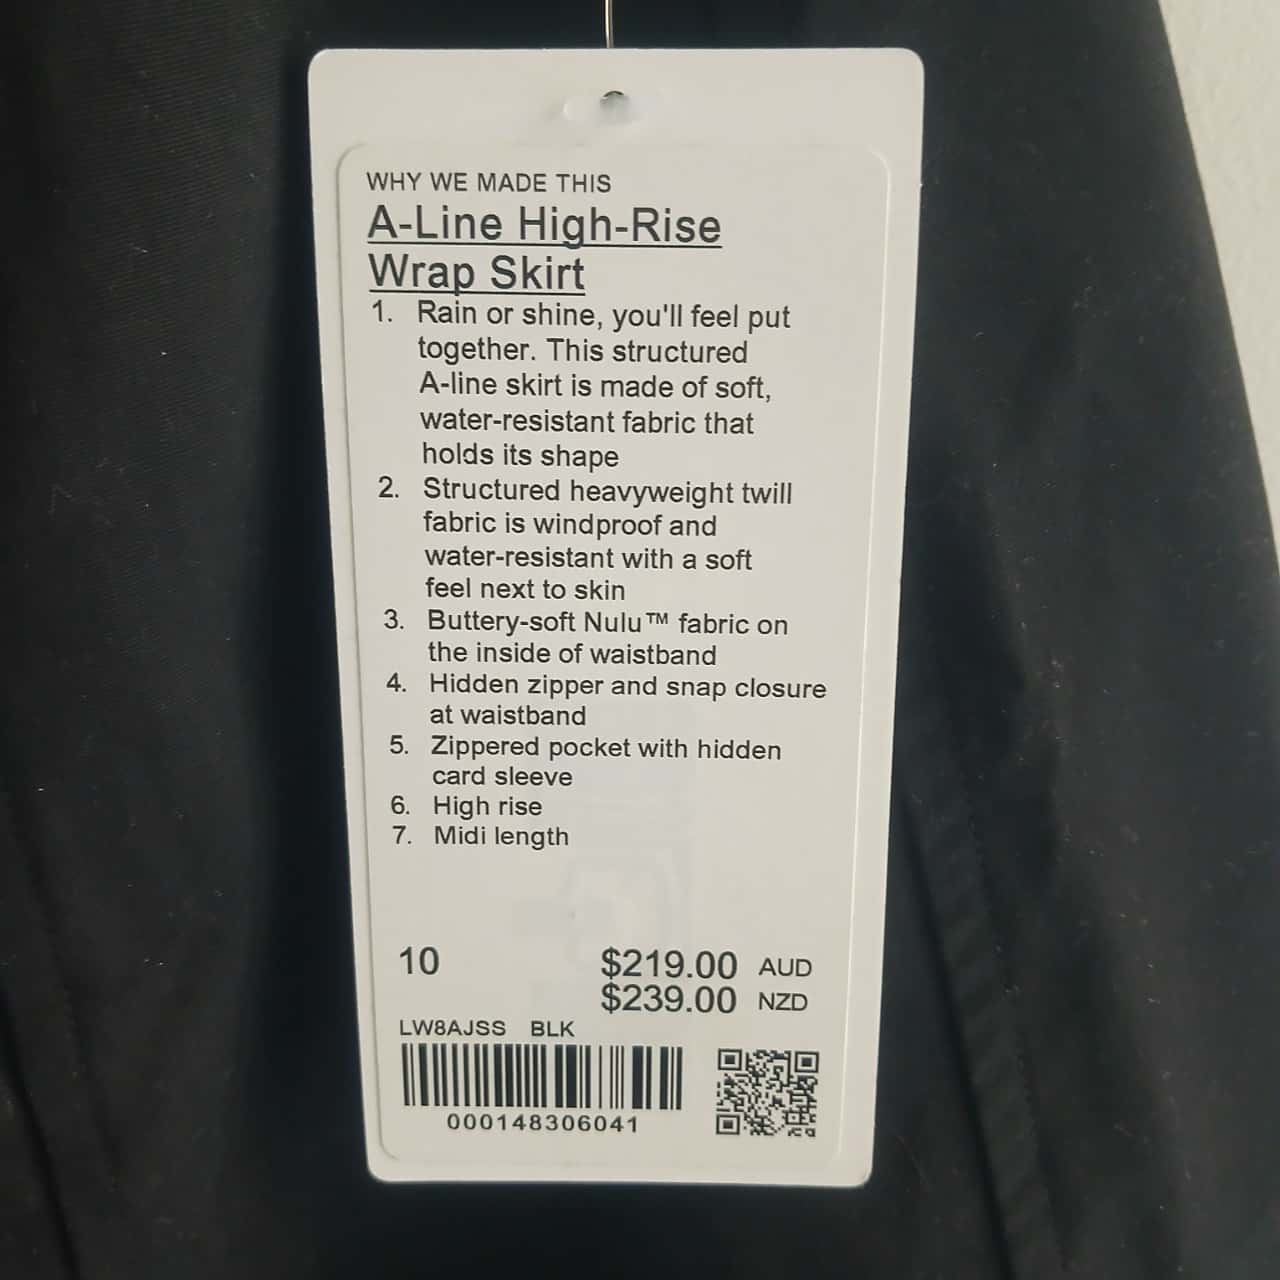 WHY WE MADE THIS
A-Line High-Rise
Wrap Skirt
1. Rain or shine, you'll feel put
together. This structured
A-line skirt is made of soft,
water-resistant fabric that
holds its shape
2. Structured heavyweight twill
fabric is windproof and
water-resistant with a soft
feel next to skin
3. Buttery-soft Nulu™ fabric on
the inside of waistband
4. Hidden zipper and snap closure
at waistband
5. Zippered pocket with hidden
card sleeve
6. High rise
7. Midi length
10 $219.00 AUD
$239.00 NZD
LW8AJSS BLK
000148306041